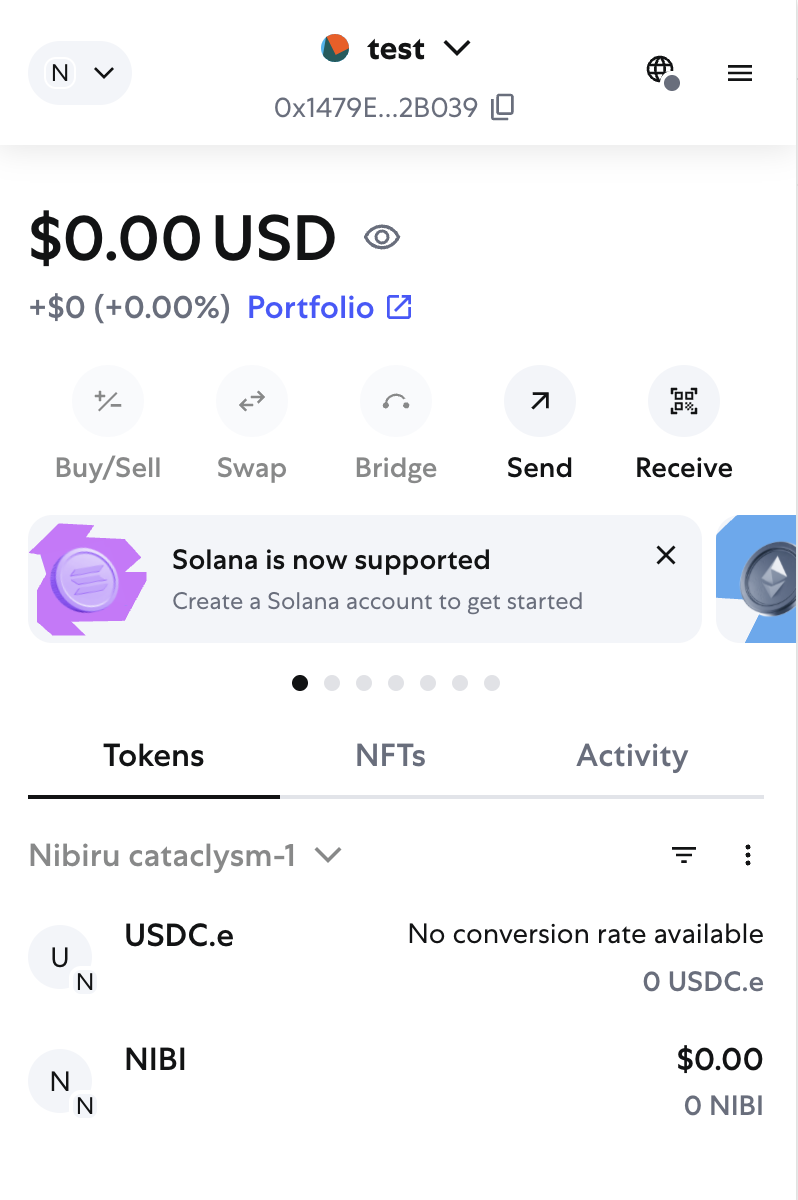 N
test
0x1479E...2B039
$0.00 USD
+$0 (+0.00%) Portfolio
Buy/Sell Swap Bridge Send Receive
Solana is now supported
Create a Solana account to get started
Tokens NFTs Activity
Nibiru cataclysm-1
U N USDC.e No conversion rate available
0 USDC.e
N N NIBI $0.00
0 NIBI